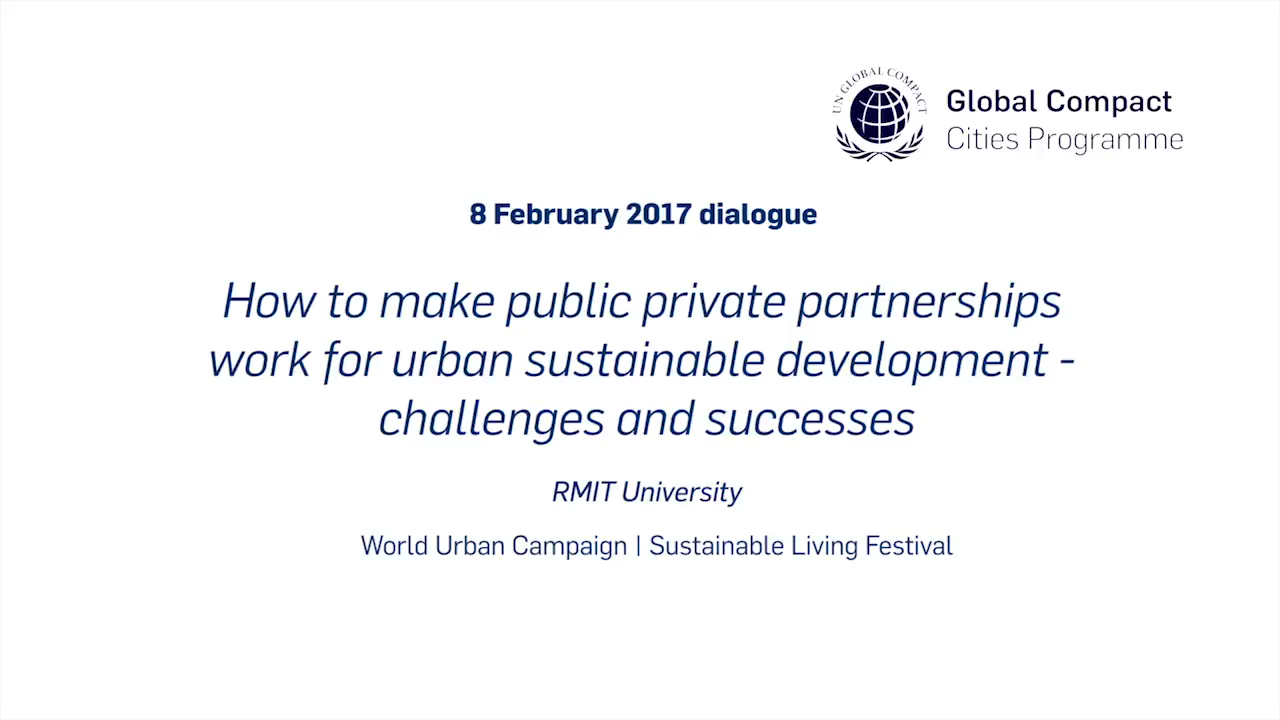 UN GLOBAL COMPACT
Global Compact
Cities Programme
8 February 2017 dialogue
How to make public private partnerships
work for urban sustainable development -
challenges and successes
RMIT University
World Urban Campaign | Sustainable Living Festival